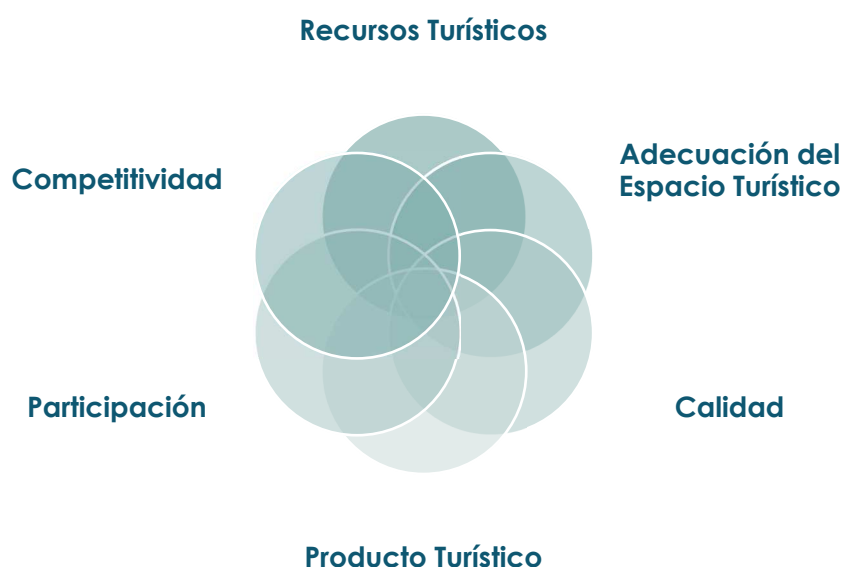 Recursos Turísticos
Adecuación del
Espacio Turístico
Competitividad
Participación
Calidad
Producto Turístico